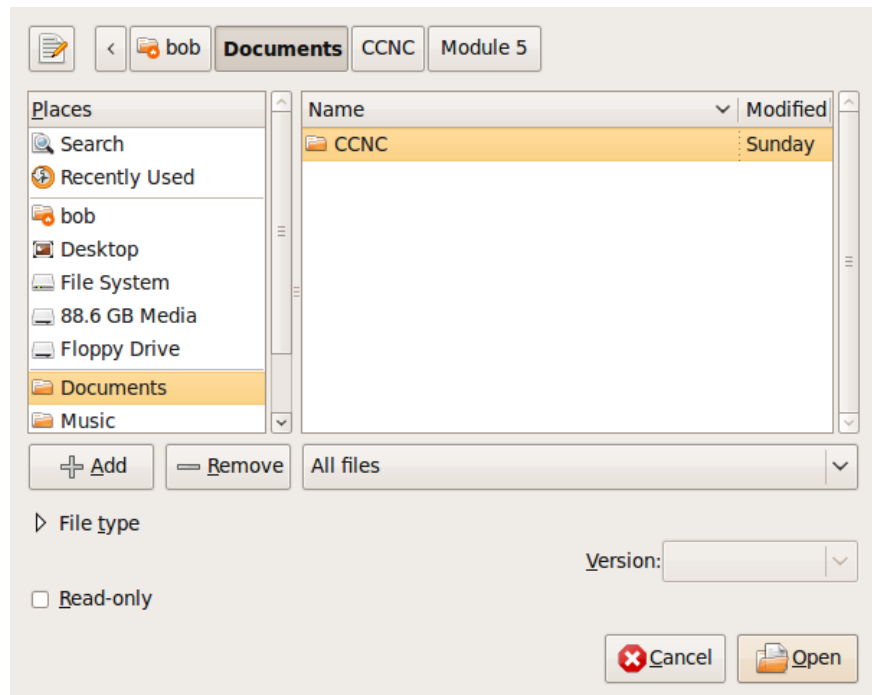 bob Documents CCNC Module 5
Places
Search
Recently Used
bob
Desktop
File System
88.6 GB Media
Floppy Drive
Documents
Music
Name Modified
CCNC Sunday
Add Remove All files
File type
Version:
Read-only
Cancel Open